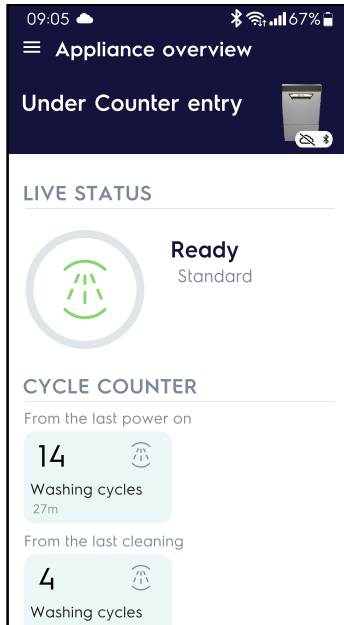 09:05 67%
Appliance overview
Under Counter entry
LIVE STATUS
Ready
Standard
CYCLE COUNTER
From the last power on
14
Washing cycles
27m
From the last cleaning
4
Washing cycles